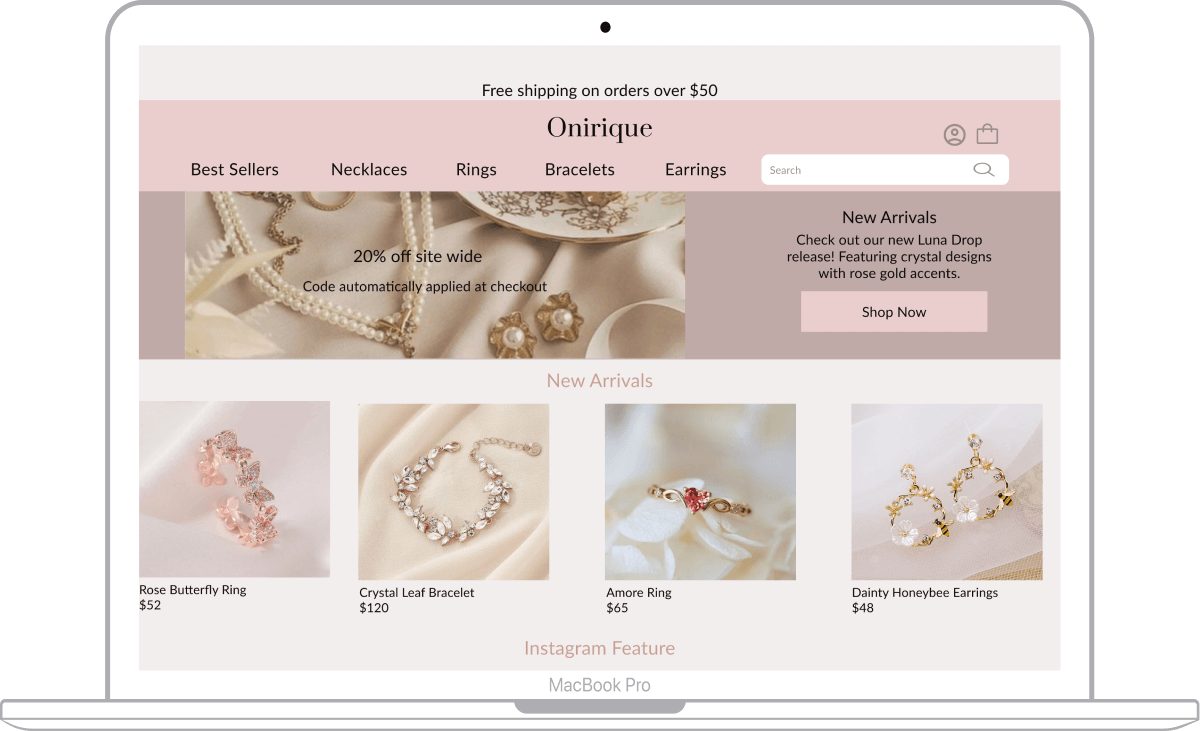 Free shipping on orders over $50
Onirique
Best Sellers Necklaces Rings Bracelets Earrings Search
20% off site wide
Code automatically applied at checkout
New Arrivals
Check out our new Luna Drop
release! Featuring crystal designs
with rose gold accents.
Shop Now
New Arrivals
Rose Butterfly Ring
$52
Crystal Leaf Bracelet
$120
Amore Ring
$65
Dainty Honeybee Earrings
$48
Instagram Feature
MacBook Pro